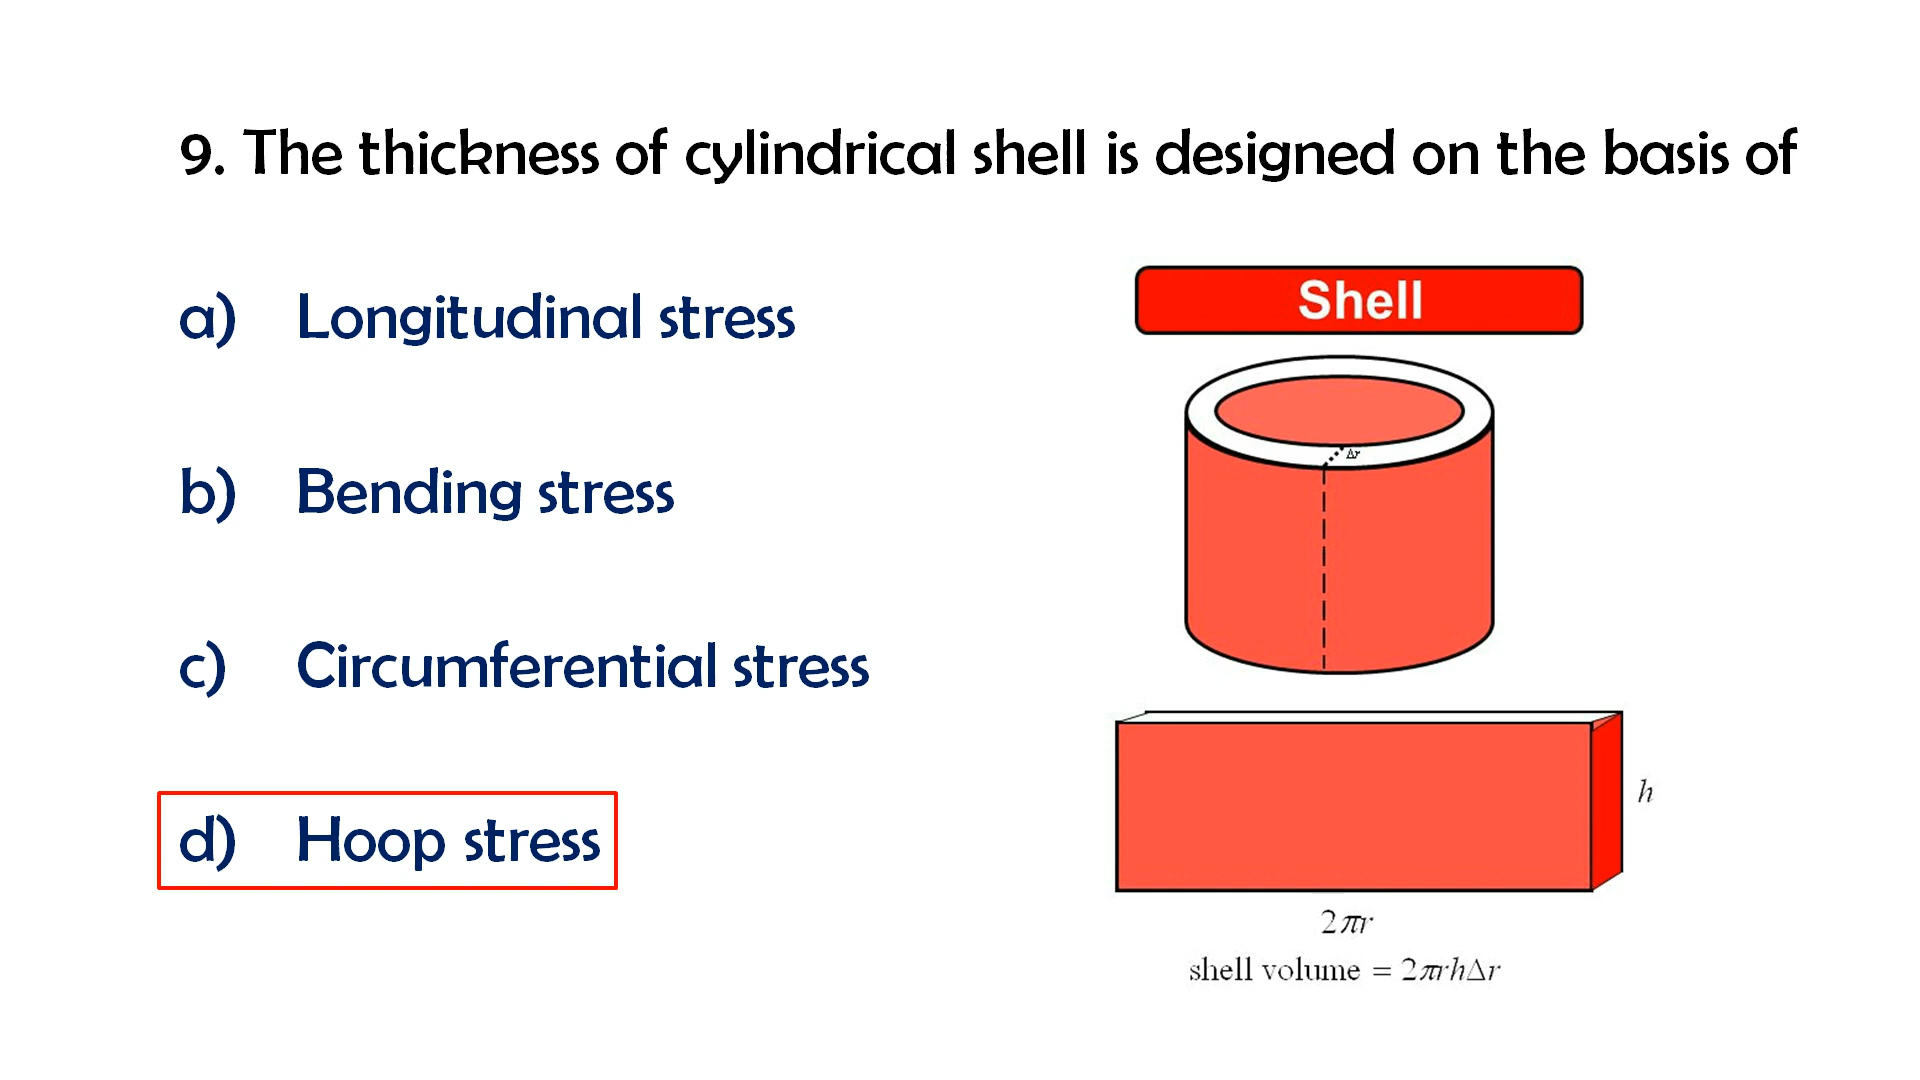 9. The thickness of cylindrical shell is designed on the basis of
a) Longitudinal stress
b) Bending stress
c) Circumferential stress
d) Hoop stress
Shell
Δr
h
2πr
shell volume = 2πrhΔr